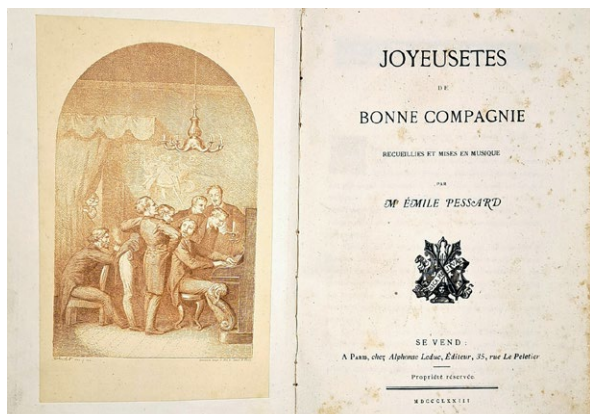 JOYEUSETES
DE
BONNE COMPAGNIE
RECUEILLIES ET MISES EN MUSIQUE
PAR
Mr ÉMILE PESSARD
SE VEND:
A PARIS, chez Alphonse Leduc, Éditeur, 35, rue Le Peletier
Propriété réservée
MDCCCLXXIII